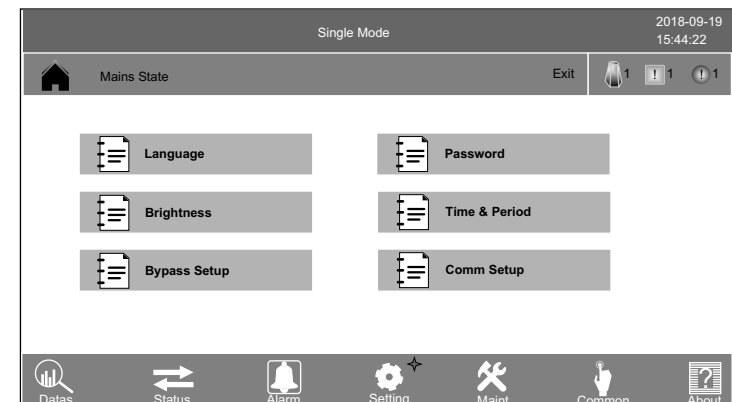 Single Mode
2018-09-19
15:44:22
Mains State
Exit
1
! 1
! 1
Language
Password
Brightness
Time & Period
Bypass Setup
Comm Setup
Datas
Status
Alarm
Setting
Maint
Common
?
About